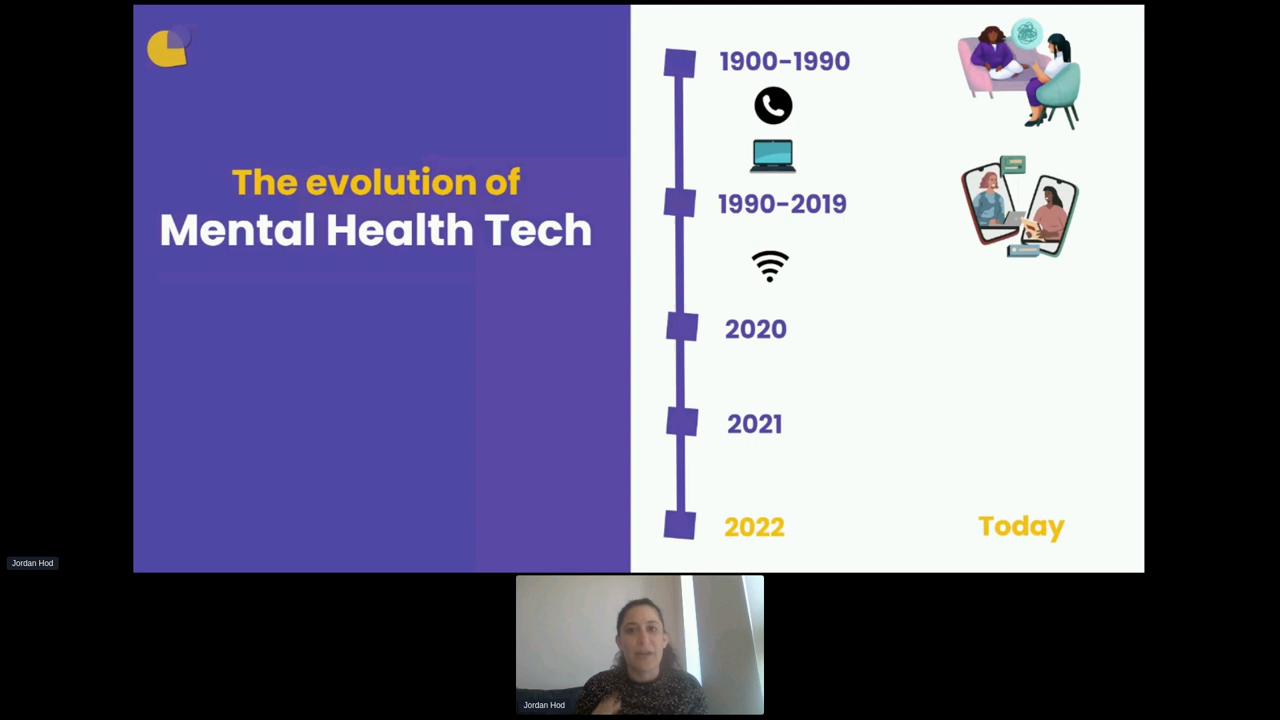 The evolution of
Mental Health Tech
1900-1990
1990-2019
2020
2021
2022
Today
Jordan Hod
Jordan Hod